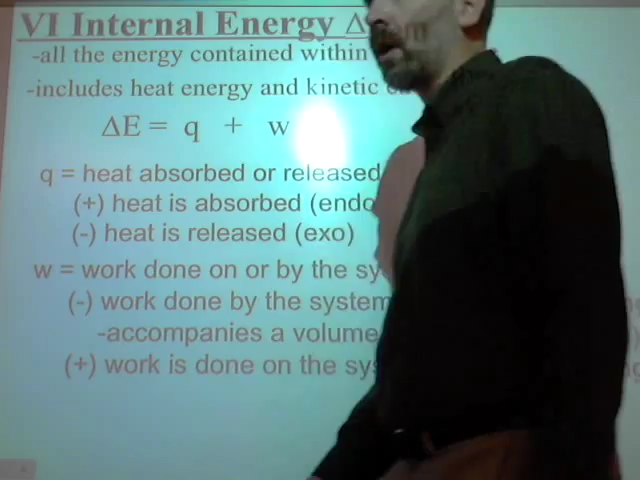 VI Internal Energy Δ
-all the energy contained within
-includes heat energy and kinetic
ΔE = q + w
q = heat absorbed or released
(+) heat is absorbed (endo
(-) heat is released (exo)
w = work done on or by the sy
(-) work done by the system
-accompanies a volume
(+) work is done on the sys